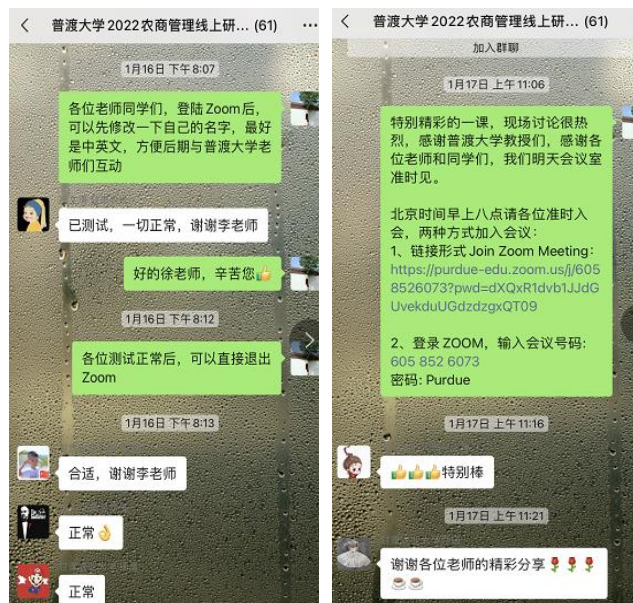 普渡大学2022农商管理线上研... (61)
1月16日 下午8:07
各位老师同学们，登陆Zoom后，
可以先修改一下自己的名字，最好
是中英文，方便后期与普渡大学老
师们互动
已测试，一切正常，谢谢李老师
好的徐老师，辛苦您👍
1月16日 下午8:12
各位测试正常后，可以直接退出
Zoom
1月16日 下午8:13
合适，谢谢李老师
正常👌
正常
普渡大学2022农商管理线上研... (61)
加入群聊
1月17日 上午11:06
特别精彩的一课，现场讨论很热
烈，感谢普渡大学教授们，感谢各
位老师和同学们，我们明天会议室
准时见。
北京时间早上八点请各位准时入
会，两种方式加入会议：
1、链接形式Join Zoom Meeting：
https://purdue-edu.zoom.us/j/605
8526073?pwd=dXQxR1dvb1JJdG
UvekduUGdzdzgxQT09
2、登录 ZOOM，输入会议号码:
605 852 6073
密码: Purdue
1月17日 上午11:16
👍👍👍特别棒
1月17日 上午11:21
谢谢各位老师的精彩分享🌹🌹🌹
☕☕